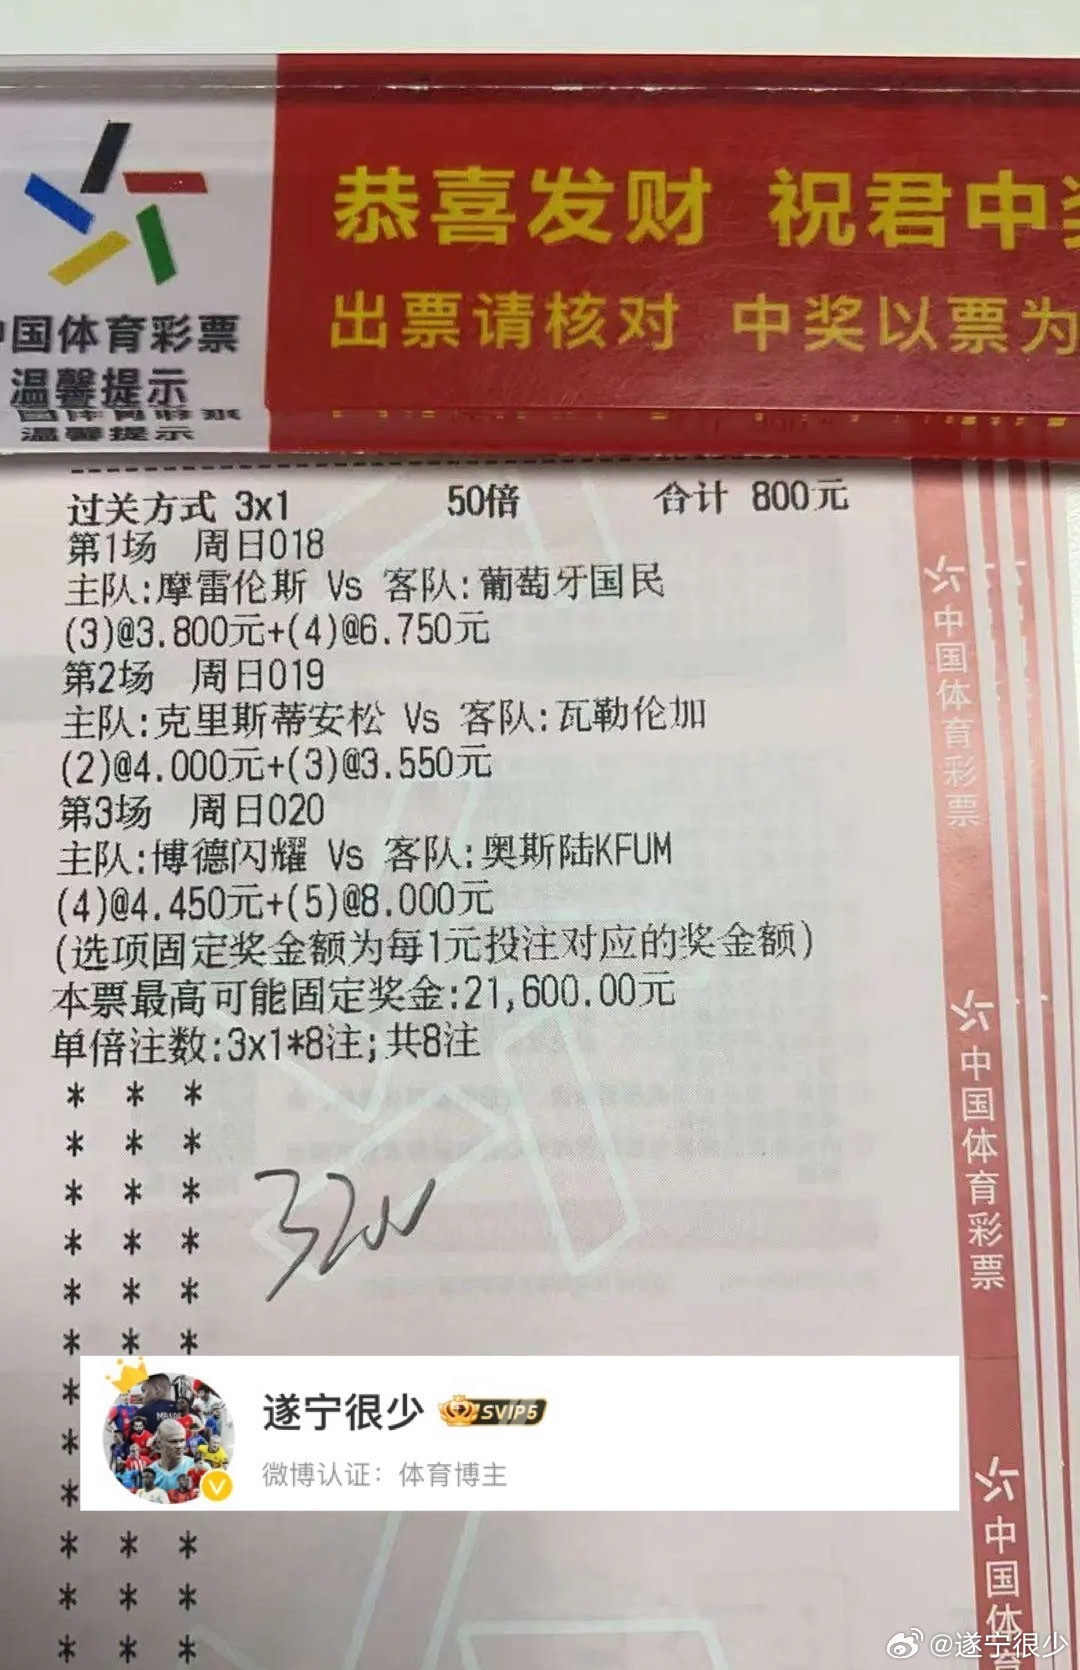 恭喜发财 祝君中
出票请核对 中奖以票为
国体育彩票
温馨提示
温馨提示
过关方式 3x1 50倍 合计 800元
第1场 周日018
主队:摩雷伦斯 Vs 客队:葡萄牙国民
(3)@3.800元+(4)@6.750元
第2场 周日019
主队:克里斯蒂安松 Vs 客队:瓦勒伦加
(2)@4.000元+(3)@3.550元
第3场 周日020
主队:博德闪耀 Vs 客队:奥斯陆KFUM
(4)@4.450元+(5)@8.000元
(选项固定奖金额为每1元投注对应的奖金额)
本票最高可能固定奖金:21,600.00元
单倍注数:3x1*8注;共8注
* * *
* * *
* * *
* * *
* * *
* * *
*
*
*
* * *
* * *
* * *
遂宁很少 SVIP5
微博认证：体育博主
中国体育彩票
中国体育彩票
中国体
@遂宁很少